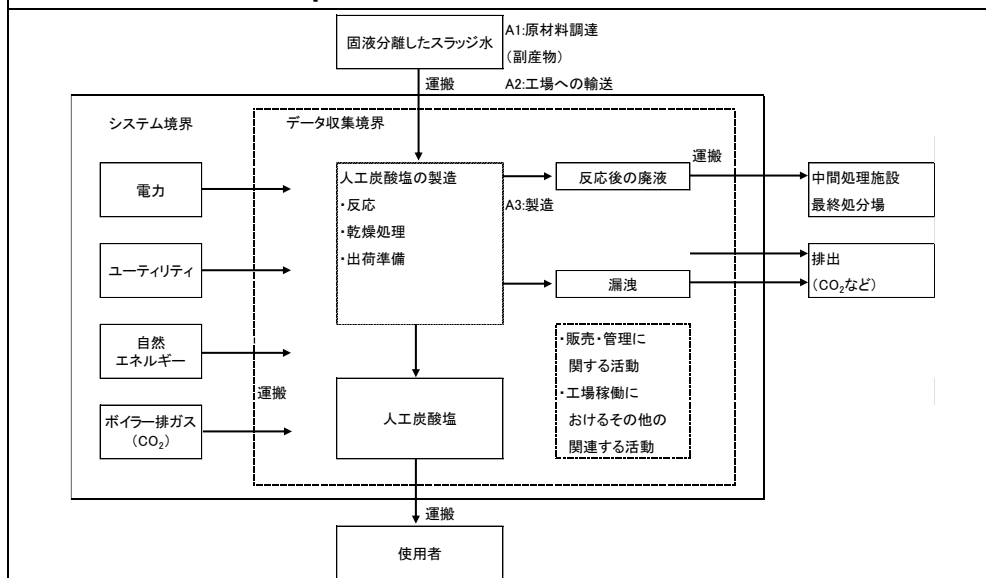 固液分離したスラッジ水
A1:原材料調達
(副産物)
運搬
A2:工場への輸送
システム境界
データ収集境界
電力
ユーティリティ
自然
エネルギー
ボイラー排ガス
(CO₂)
運搬
人工炭酸塩の製造
・反応
・乾燥処理
・出荷準備
A3:製造
反応後の廃液
運搬
中間処理施設
最終処分場
漏洩
排出
(CO₂など)
・販売・管理に
関する活動
・工場稼働に
おけるその他の
関連する活動
人工炭酸塩
運搬
使用者